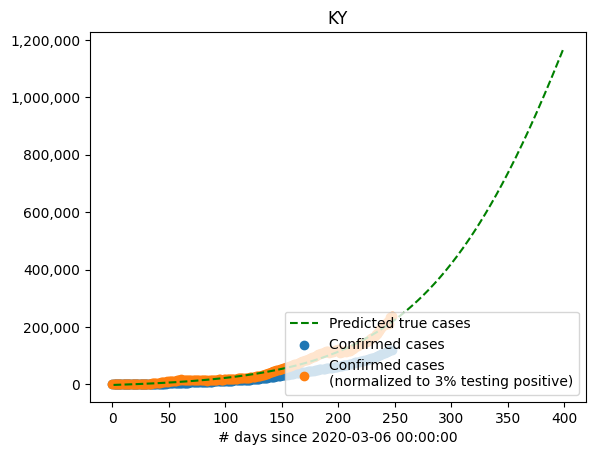 KY
1,200,000
1,000,000
800,000
600,000
400,000
200,000
0
Predicted true cases
Confirmed cases
Confirmed cases
(normalized to 3% testing positive)
0 50 100 150 200 250 300 350 400
# days since 2020-03-06 00:00:00